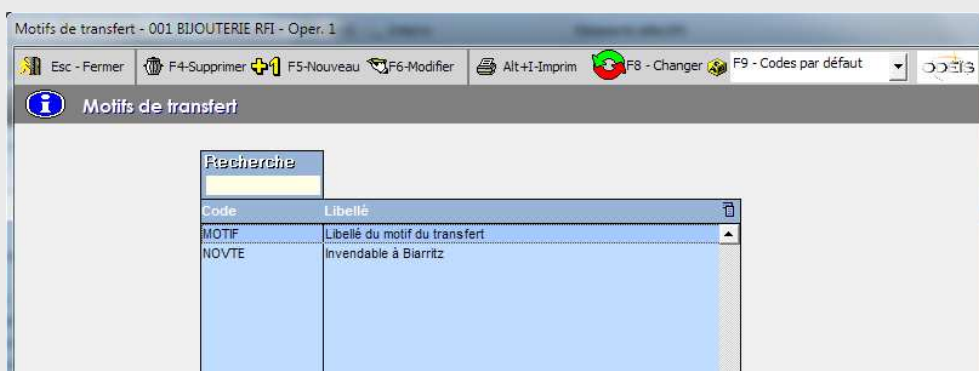 Motifs de transfert - 001 BIJOUTERIE RFI - Oper. 1
Esc - Fermer F4-Supprimer F5-Nouveau F6-Modifier Alt+I-Imprim F8 - Changer F9 - Codes par défaut
Motifs de transfert
Recherche
Code Libellé
MOTIF Libellé du motif du transfert
NOVTE Invendable à Biarritz